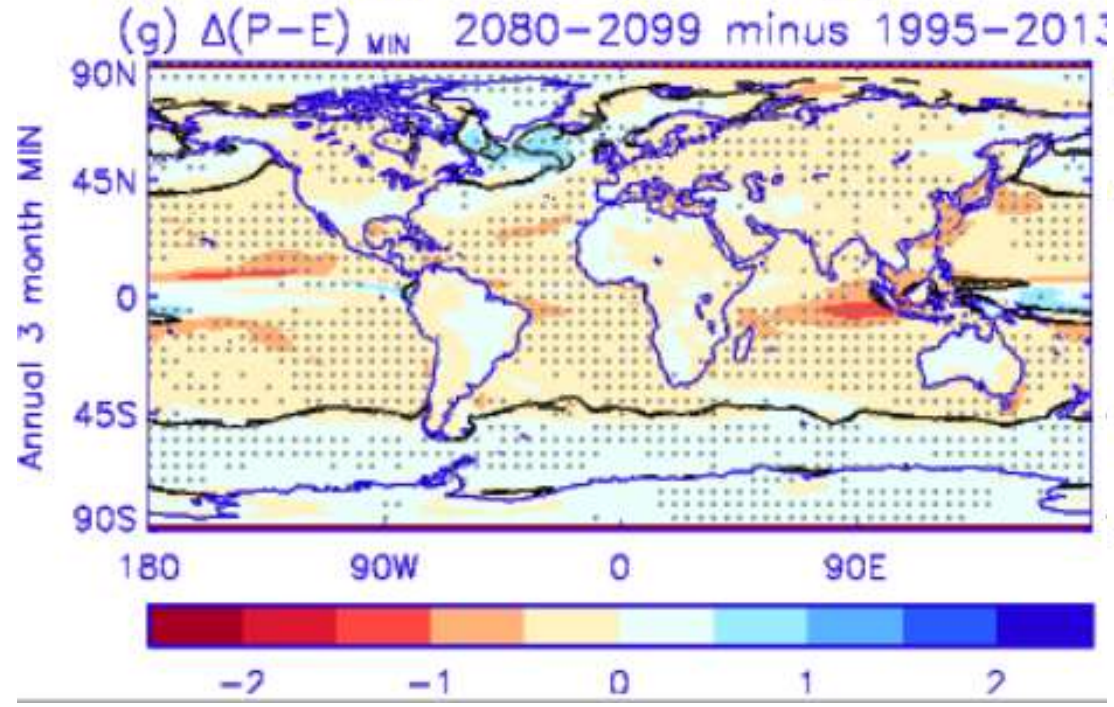 (g) Δ(P−E) MIN 2080−2099 minus 1995−2013
Annual 3 month MIN
90N
45N
0
45S
90S
180 90W 0 90E
−2 −1 0 1 2